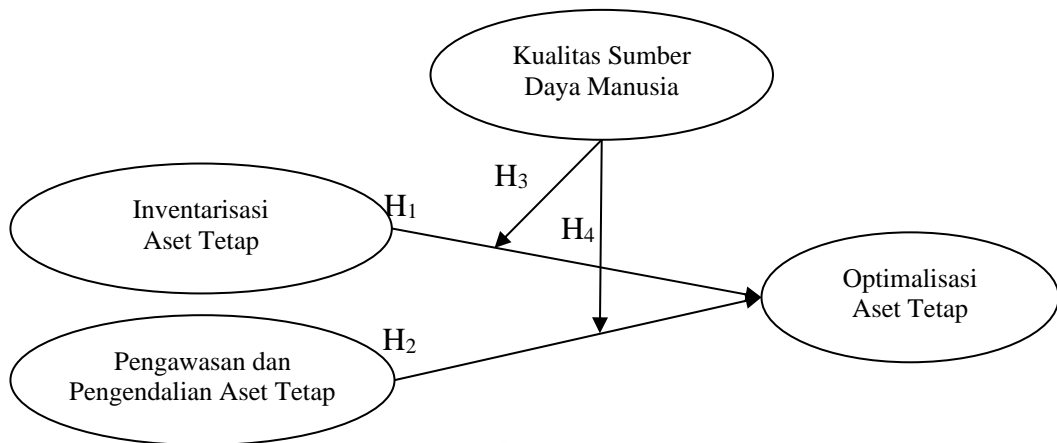 Kualitas Sumber
Daya Manusia
H3
H1
Inventarisasi
Aset Tetap
H4
Optimalisasi
Aset Tetap
H2
Pengawasan dan
Pengendalian Aset Tetap